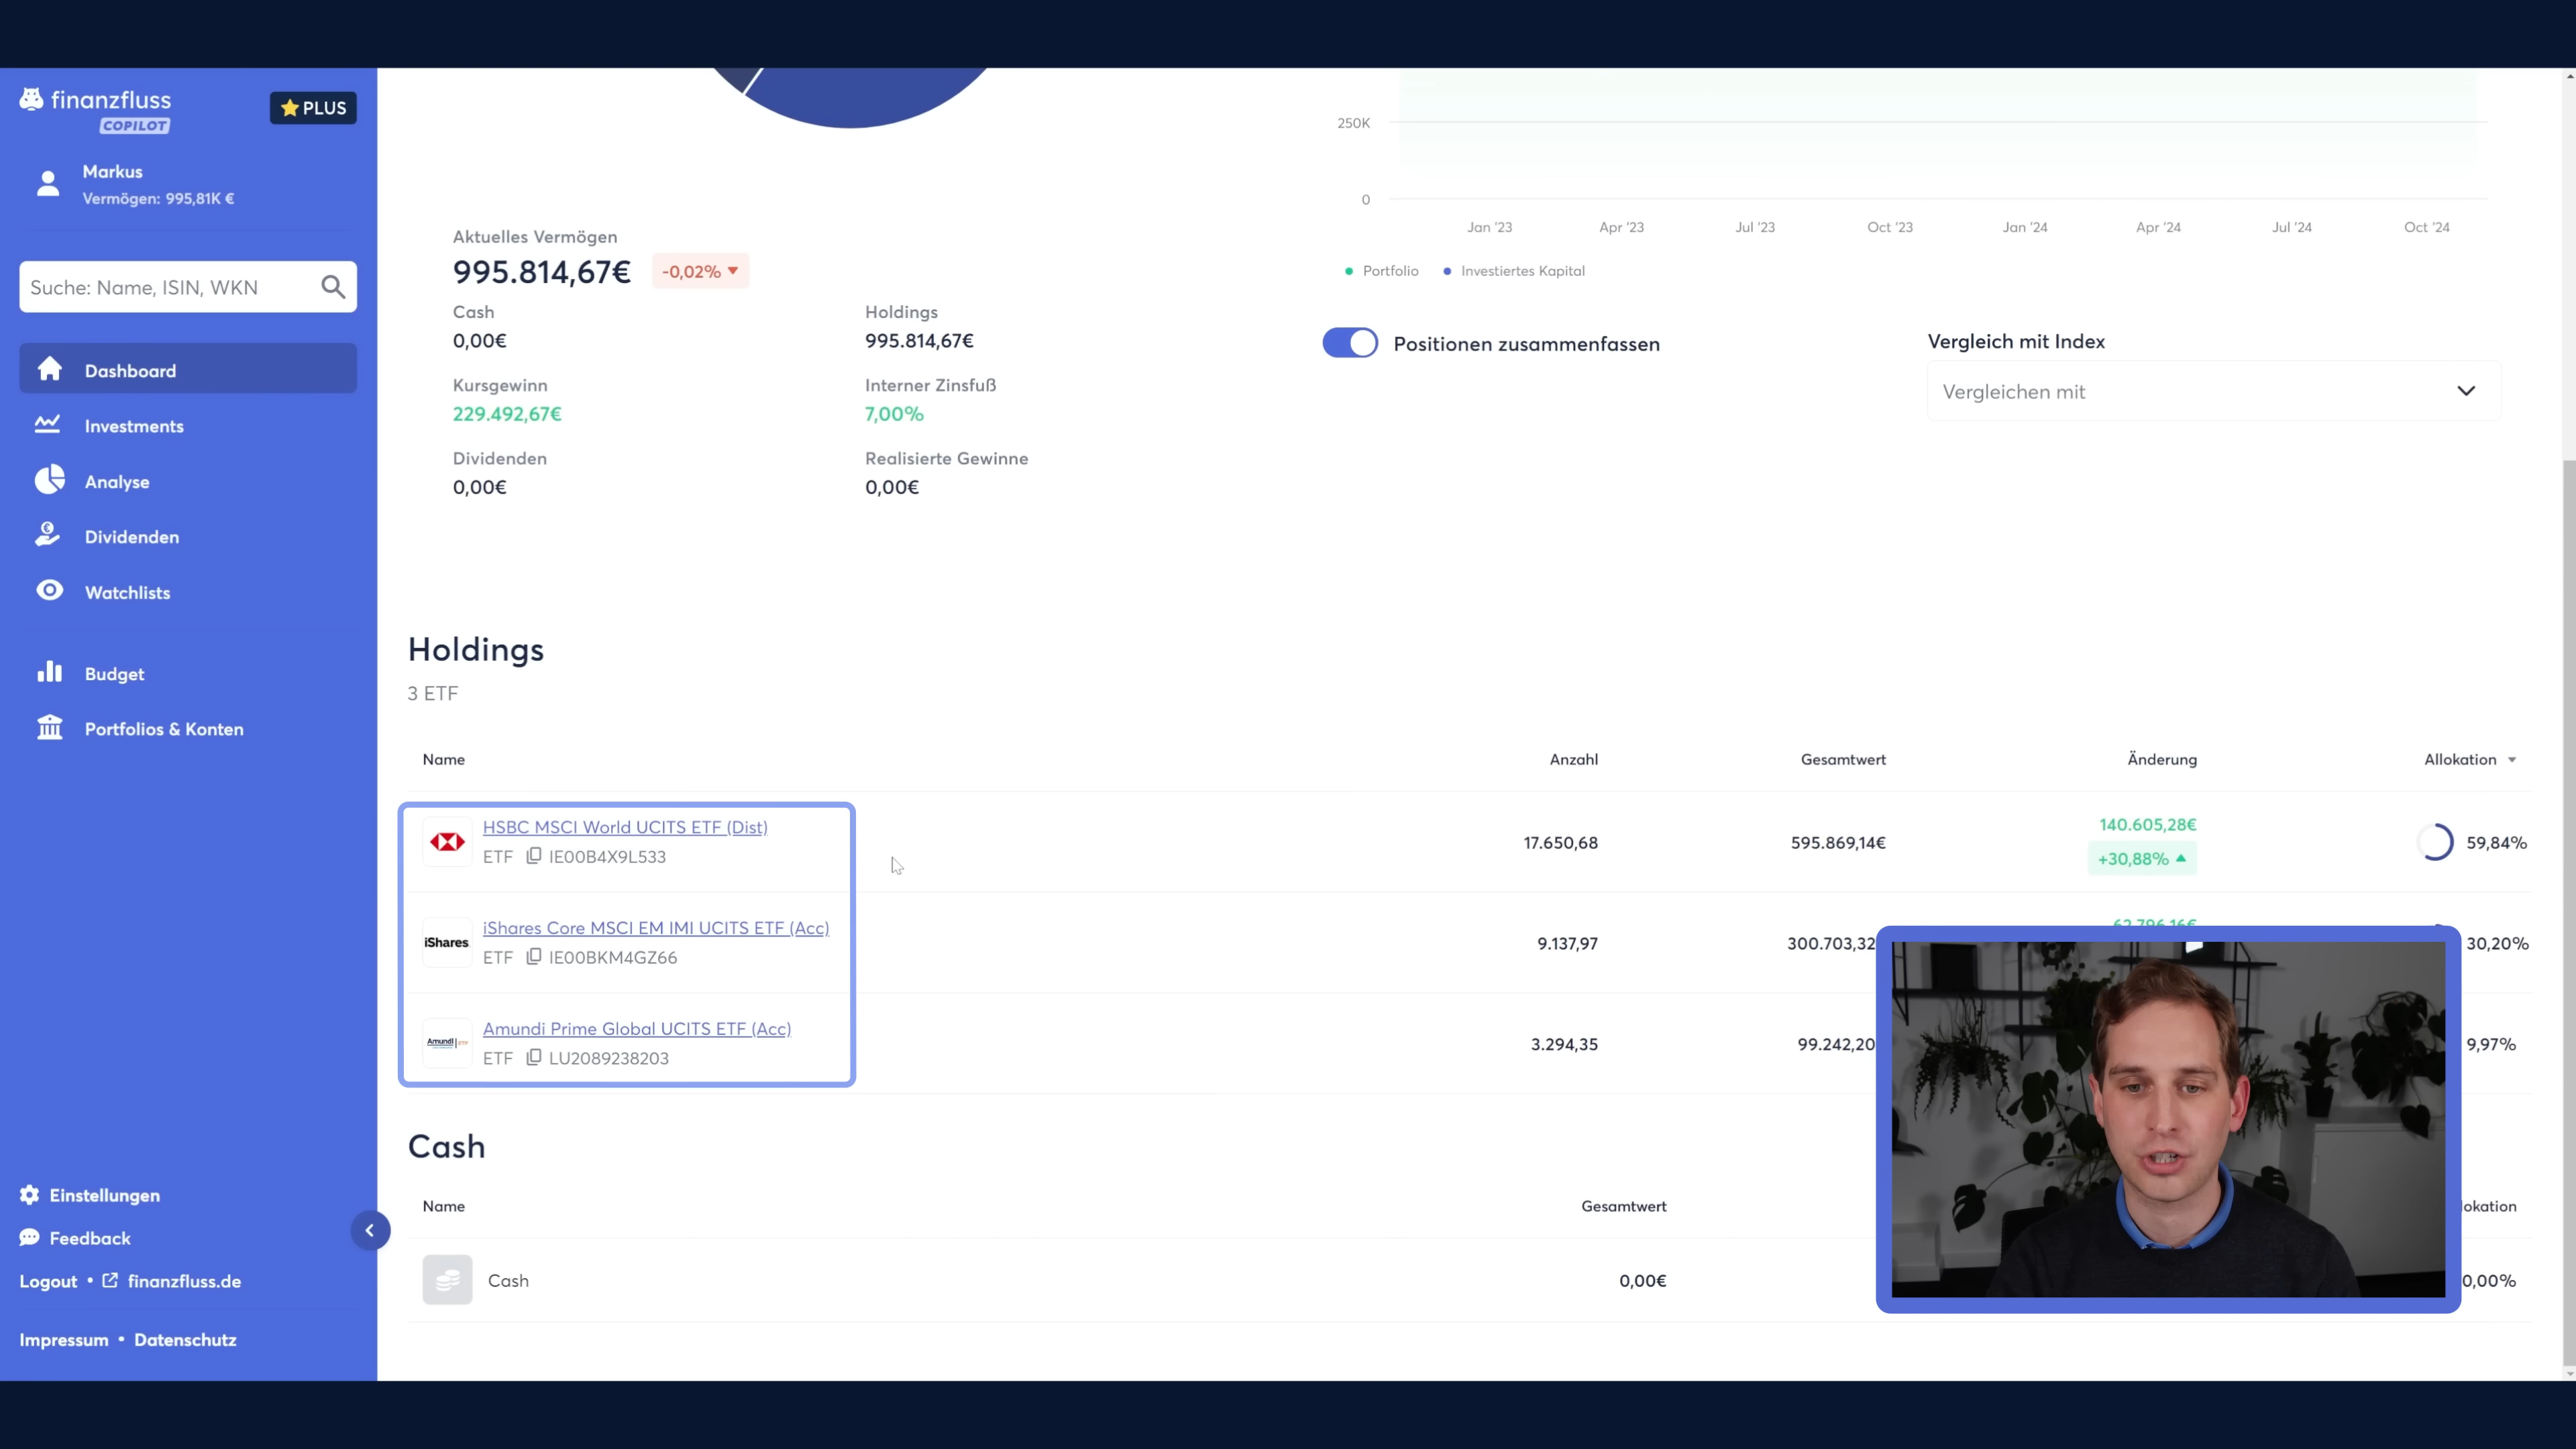 finanzfluss
COPILOT
PLUS
Markus
Vermögen: 995,81K €
Suche: Name, ISIN, WKN
Dashboard
Investments
Analyse
Dividenden
Watchlists
Budget
Portfolios & Konten
Einstellungen
Feedback
Logout • finanzfluss.de
Impressum • Datenschutz
Aktuelles Vermögen
995.814,67€ -0,02%
Cash
0,00€
Holdings
995.814,67€
Kursgewinn
229.492,67€
Interner Zinsfuß
7,00%
Dividenden
0,00€
Realisierte Gewinne
0,00€
250K
0
Jan '23 Apr '23 Jul '23 Oct '23 Jan '24 Apr '24 Jul '24 Oct '24
Portfolio Investiertes Kapital
Positionen zusammenfassen
Vergleich mit Index
Vergleichen mit
Holdings
3 ETF
Name Anzahl Gesamtwert Änderung Allokation
HSBC MSCI World UCITS ETF (Dist)
ETF IE00B4X9L533
17.650,68 595.869,14€
140.605,28€
+30,88%
59,84%
iShares
iShares Core MSCI EM IMI UCITS ETF (Acc)
ETF IE00BKM4GZ66
9.137,97 300.703,32
30,20%
Amundi ETF
Amundi Prime Global UCITS ETF (Acc)
ETF LU2089238203
3.294,35 99.242,20
9,97%
Cash
Name Gesamtwert lokation
Cash 0,00€ 0,00%